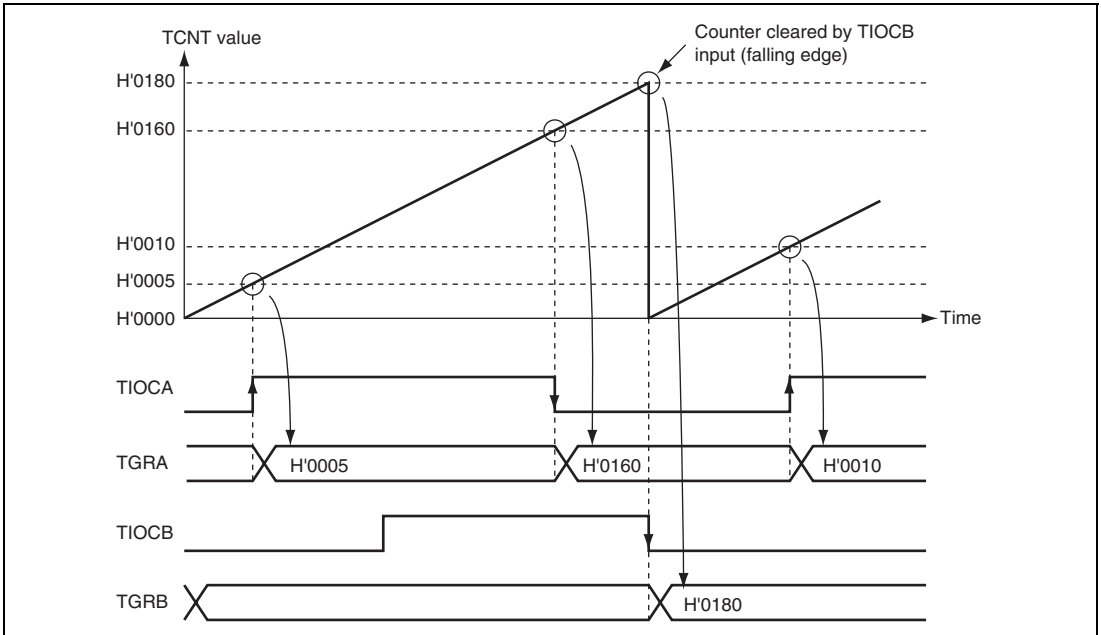 Counter cleared by TIOCB
input (falling edge)
TCNT value
H'0180
H'0160
H'0010
H'0005
H'0000
Time
TIOCA
TGRA
H'0005
H'0160
H'0010
TIOCB
TGRB
H'0180